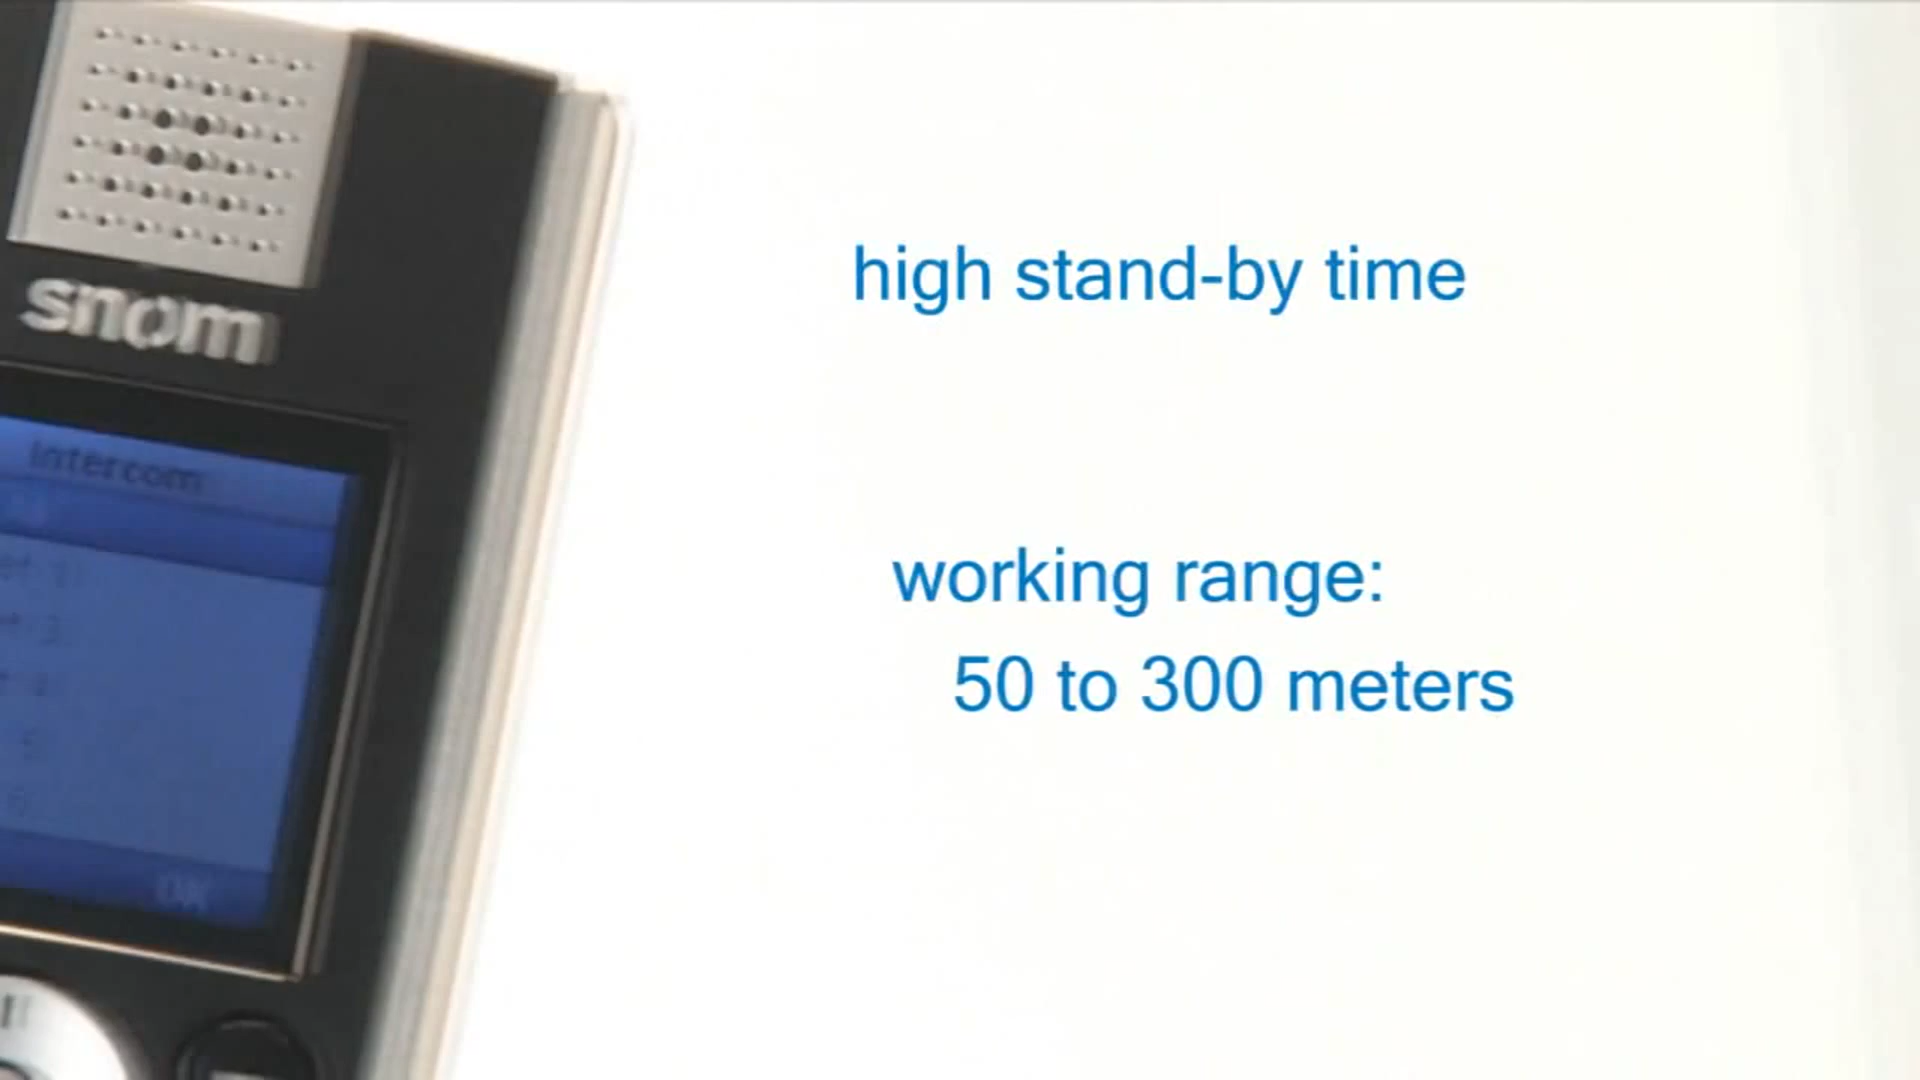 snom
Intercom
OK
high stand-by time
working range:
50 to 300 meters